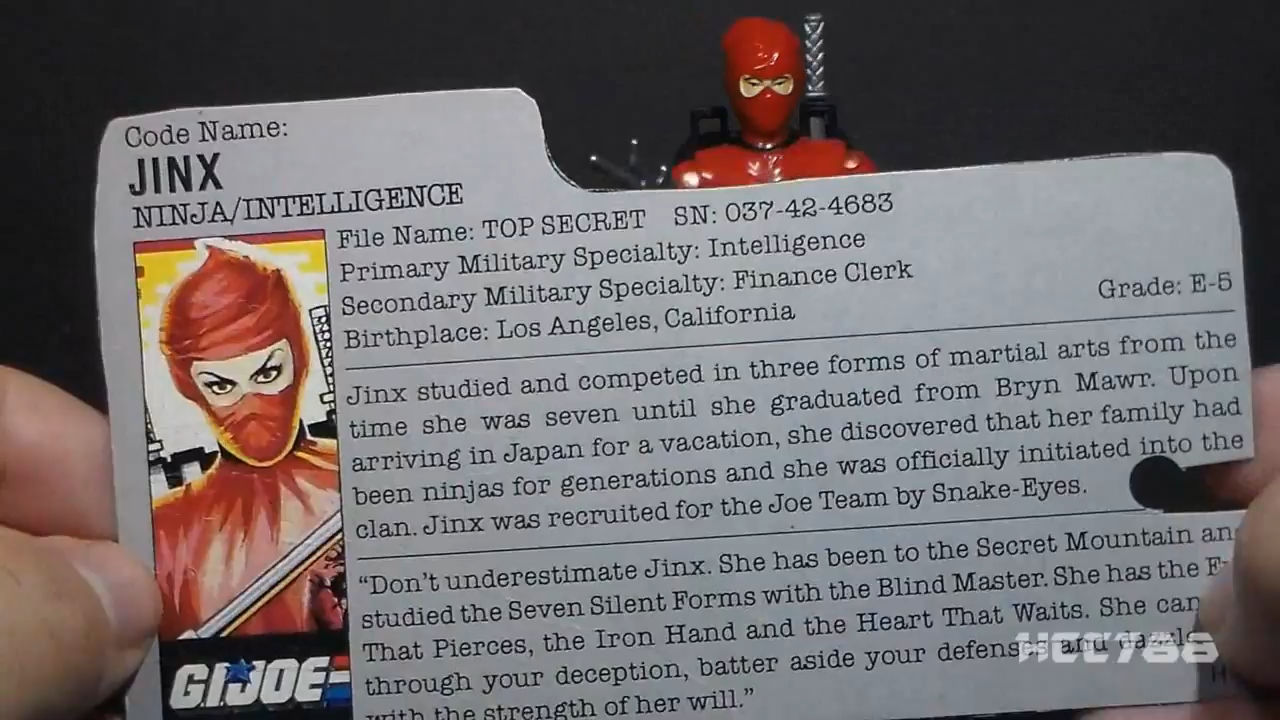 Code Name:
JINX
NINJA/INTELLIGENCE
File Name: TOP SECRET SN: 037-42-4683
Primary Military Specialty: Intelligence
Secondary Military Specialty: Finance Clerk
Birthplace: Los Angeles, California
Grade: E-5
Jinx studied and competed in three forms of martial arts from the
time she was seven until she graduated from Bryn Mawr. Upon
arriving in Japan for a vacation, she discovered that her family had
been ninjas for generations and she was officially initiated into the
clan. Jinx was recruited for the Joe Team by Snake-Eyes.
“Don't underestimate Jinx. She has been to the Secret Mountain an
studied the Seven Silent Forms with the Blind Master. She has the
That Pierces, the Iron Hand and the Heart That Waits. She can
through your deception, batter aside your defenses and
with the strength of her will.”
G.I.JOE
HCC788
H